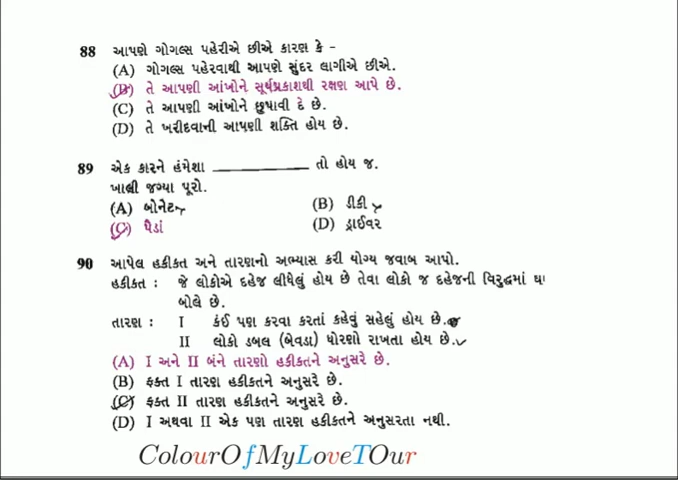 88 આપણે ગોગલ્સ પહેરીએ છીએ કારણ કે -
(A) ગોગલ્સ પહેરવાથી આપણે સુંદર લાગીએ છીએ.
(B) તે આપણી આંખોને સૂર્યપ્રકાશથી રક્ષણ આપે છે.
(C) તે આપણી આંખોને છુપાવી દે છે.
(D) તે ખરીદવાની આપણી શક્તિ હોય છે.
89 એક કારને હંમેશા __________ તો હોય જ.
ખાલી જગ્યા પૂરો.
(A) બોનેટ (B) ડીકી
(C) પૈડાં (D) ડ્રાઈવર
90 આપેલ હકીકત અને તારણનો અભ્યાસ કરી યોગ્ય જવાબ આપો.
હકીકત : જે લોકોએ દહેજ લીધેલું હોય છે તેવા લોકો જ દહેજની વિરુદ્ધમાં
બોલે છે.
તારણ : I કંઈ પણ કરવા કરતાં કહેવું સહેલું હોય છે.
II લોકો ડબલ (બેવડા) ધોરણો રાખતા હોય છે.
(A) I અને II બંને તારણો હકીકતને અનુસરે છે.
(B) ફક્ત I તારણ હકીકતને અનુસરે છે.
(C) ફક્ત II તારણ હકીકતને અનુસરે છે.
(D) I અથવા II એક પણ તારણ હકીકતને અનુસરતા નથી.
ColourOfMyLoveTOur